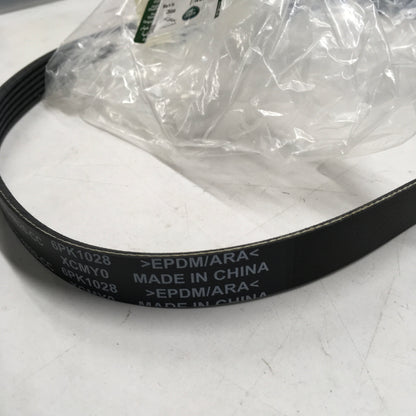 6PK1028 >EPDM/ARA<
XCMY0 MADE IN CHINA
6PK1028 >EPDM/ARA<
MADE IN CHINA